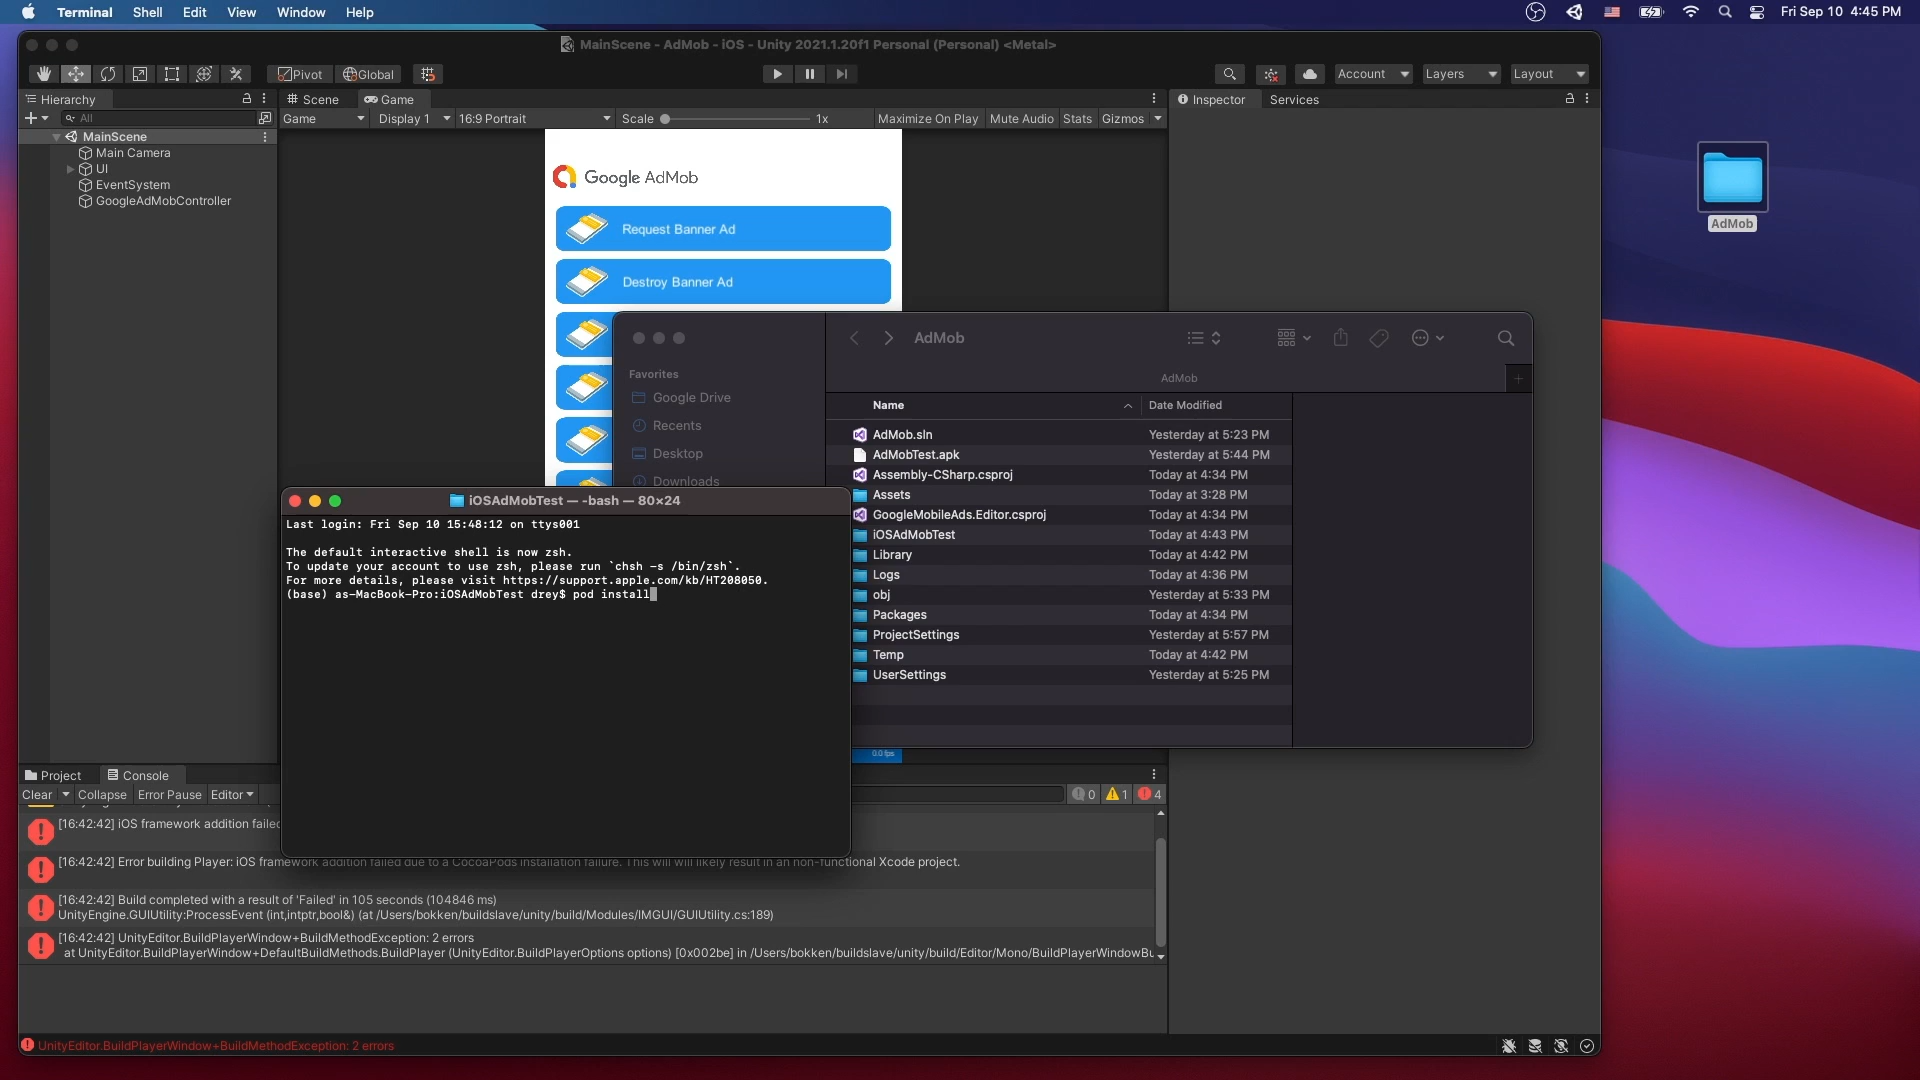 Terminal Shell Edit View Window Help
Fri Sep 10 4:45 PM
MainScene - AdMob - iOS - Unity 2021.1.20f1 Personal (Personal) <Metal>
Pivot Global
Account Layers Layout
Hierarchy
Scene Game
Inspector Services
All
Game Display 1 16:9 Portrait Scale 1x Maximize On Play Mute Audio Stats Gizmos
MainScene
Main Camera
UI
EventSystem
GoogleAdMobController
Google AdMob
Request Banner Ad
Destroy Banner Ad
AdMob
AdMob
Favorites
Google Drive
Recents
Desktop
Downloads
AdMob
Name Date Modified
AdMob.sln Yesterday at 5:23 PM
AdMobTest.apk Yesterday at 5:44 PM
Assembly-CSharp.csproj Today at 4:34 PM
Assets Today at 3:28 PM
GoogleMobileAds.Editor.csproj Today at 4:34 PM
iOSAdMobTest Today at 4:43 PM
Library Today at 4:42 PM
Logs Today at 4:36 PM
obj Yesterday at 5:33 PM
Packages Today at 4:34 PM
ProjectSettings Yesterday at 5:57 PM
Temp Today at 4:42 PM
UserSettings Yesterday at 5:25 PM
iOSAdMobTest — -bash — 80×24
Last login: Fri Sep 10 15:48:12 on ttys001
The default interactive shell is now zsh.
To update your account to use zsh, please run `chsh -s /bin/zsh`.
For more details, please visit https://support.apple.com/kb/HT208050.
(base) as-MacBook-Pro:iOSAdMobTest drey$ pod install
0.0 fps
Project Console
Clear Collapse Error Pause Editor
0 1 4
[16:42:42] iOS framework addition failed
[16:42:42] Error building Player: iOS framework addition failed due to a CocoaPods installation failure. This will will likely result in an non-functional Xcode project.
[16:42:42] Build completed with a result of 'Failed' in 105 seconds (104846 ms)
UnityEngine.GUIUtility:ProcessEvent (int,intptr,bool&) (at /Users/bokken/buildslave/unity/build/Modules/IMGUI/GUIUtility.cs:189)
[16:42:42] UnityEditor.BuildPlayerWindow+BuildMethodException: 2 errors
at UnityEditor.BuildPlayerWindow+DefaultBuildMethods.BuildPlayer (UnityEditor.BuildPlayerOptions options) [0x002be] in /Users/bokken/buildslave/unity/build/Editor/Mono/BuildPlayerWindowBu
UnityEditor.BuildPlayerWindow+BuildMethodException: 2 errors